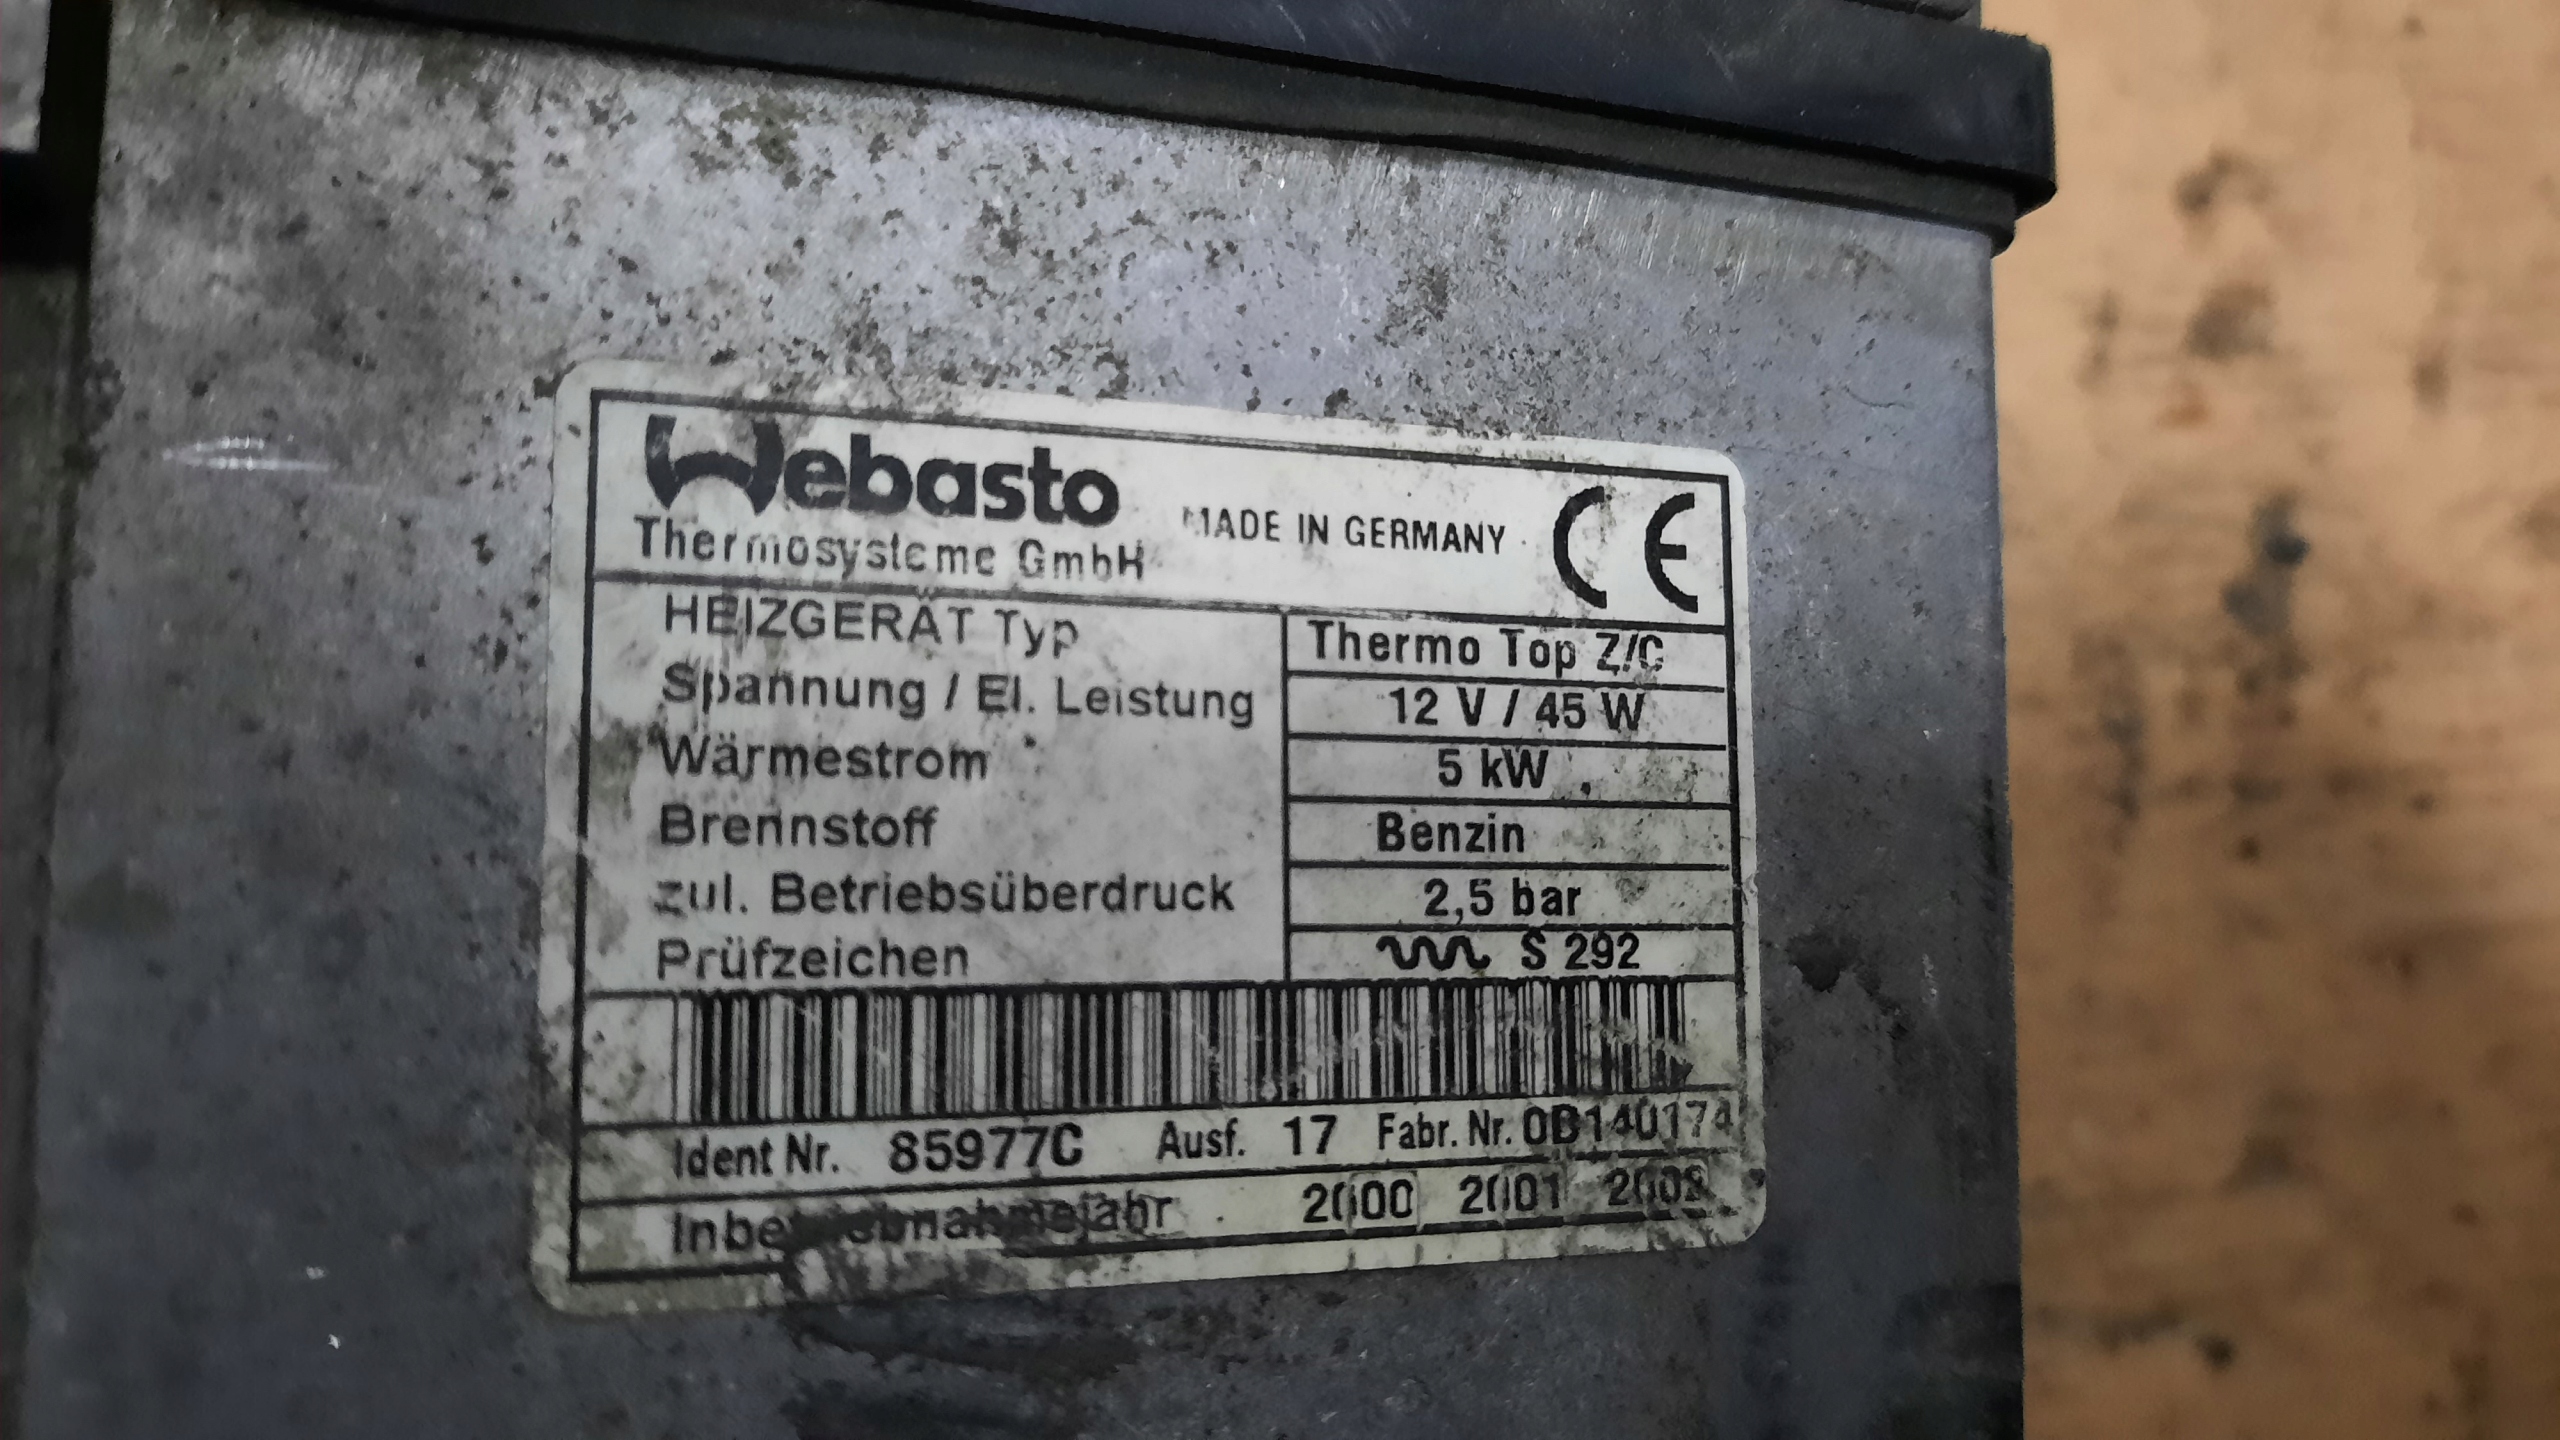 Webasto
Thermosysteme GmbH
MADE IN GERMANY
CE
HEIZGERÄT Typ Thermo Top Z/C
Spannung / El. Leistung 12 V / 45 W
Wärmestrom 5 kW
Brennstoff Benzin
zul. Betriebsüberdruck 2,5 bar
Prüfzeichen S 292
Ident Nr. 85977C Ausf. 17 Fabr. Nr. 0B140174
Inbetriebnahmejahr 2000 2001 2002